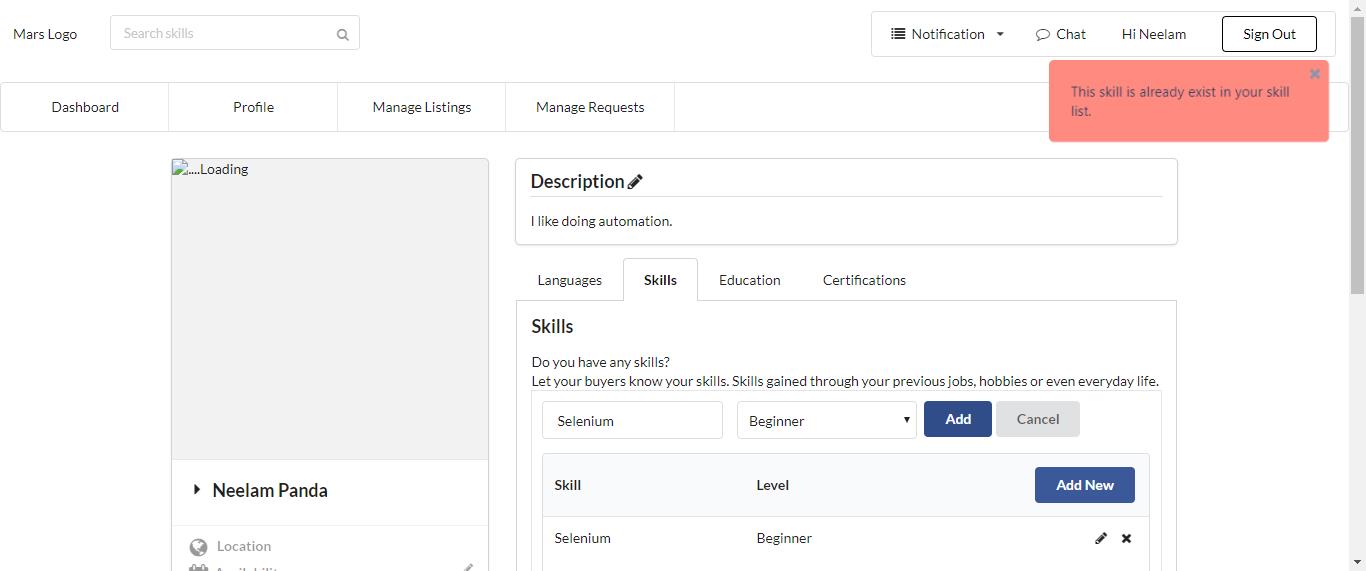 Mars Logo
Search skills
Notification
Chat
Hi Neelam
Sign Out
This skill is already exist in your skill
list.
Dashboard
Profile
Manage Listings
Manage Requests
....Loading
Description
I like doing automation.
Languages
Skills
Education
Certifications
Skills
Do you have any skills?
Let your buyers know your skills. Skills gained through your previous jobs, hobbies or even everyday life.
Selenium
Beginner
Add
Cancel
Skill
Level
Add New
Selenium
Beginner
Neelam Panda
Location